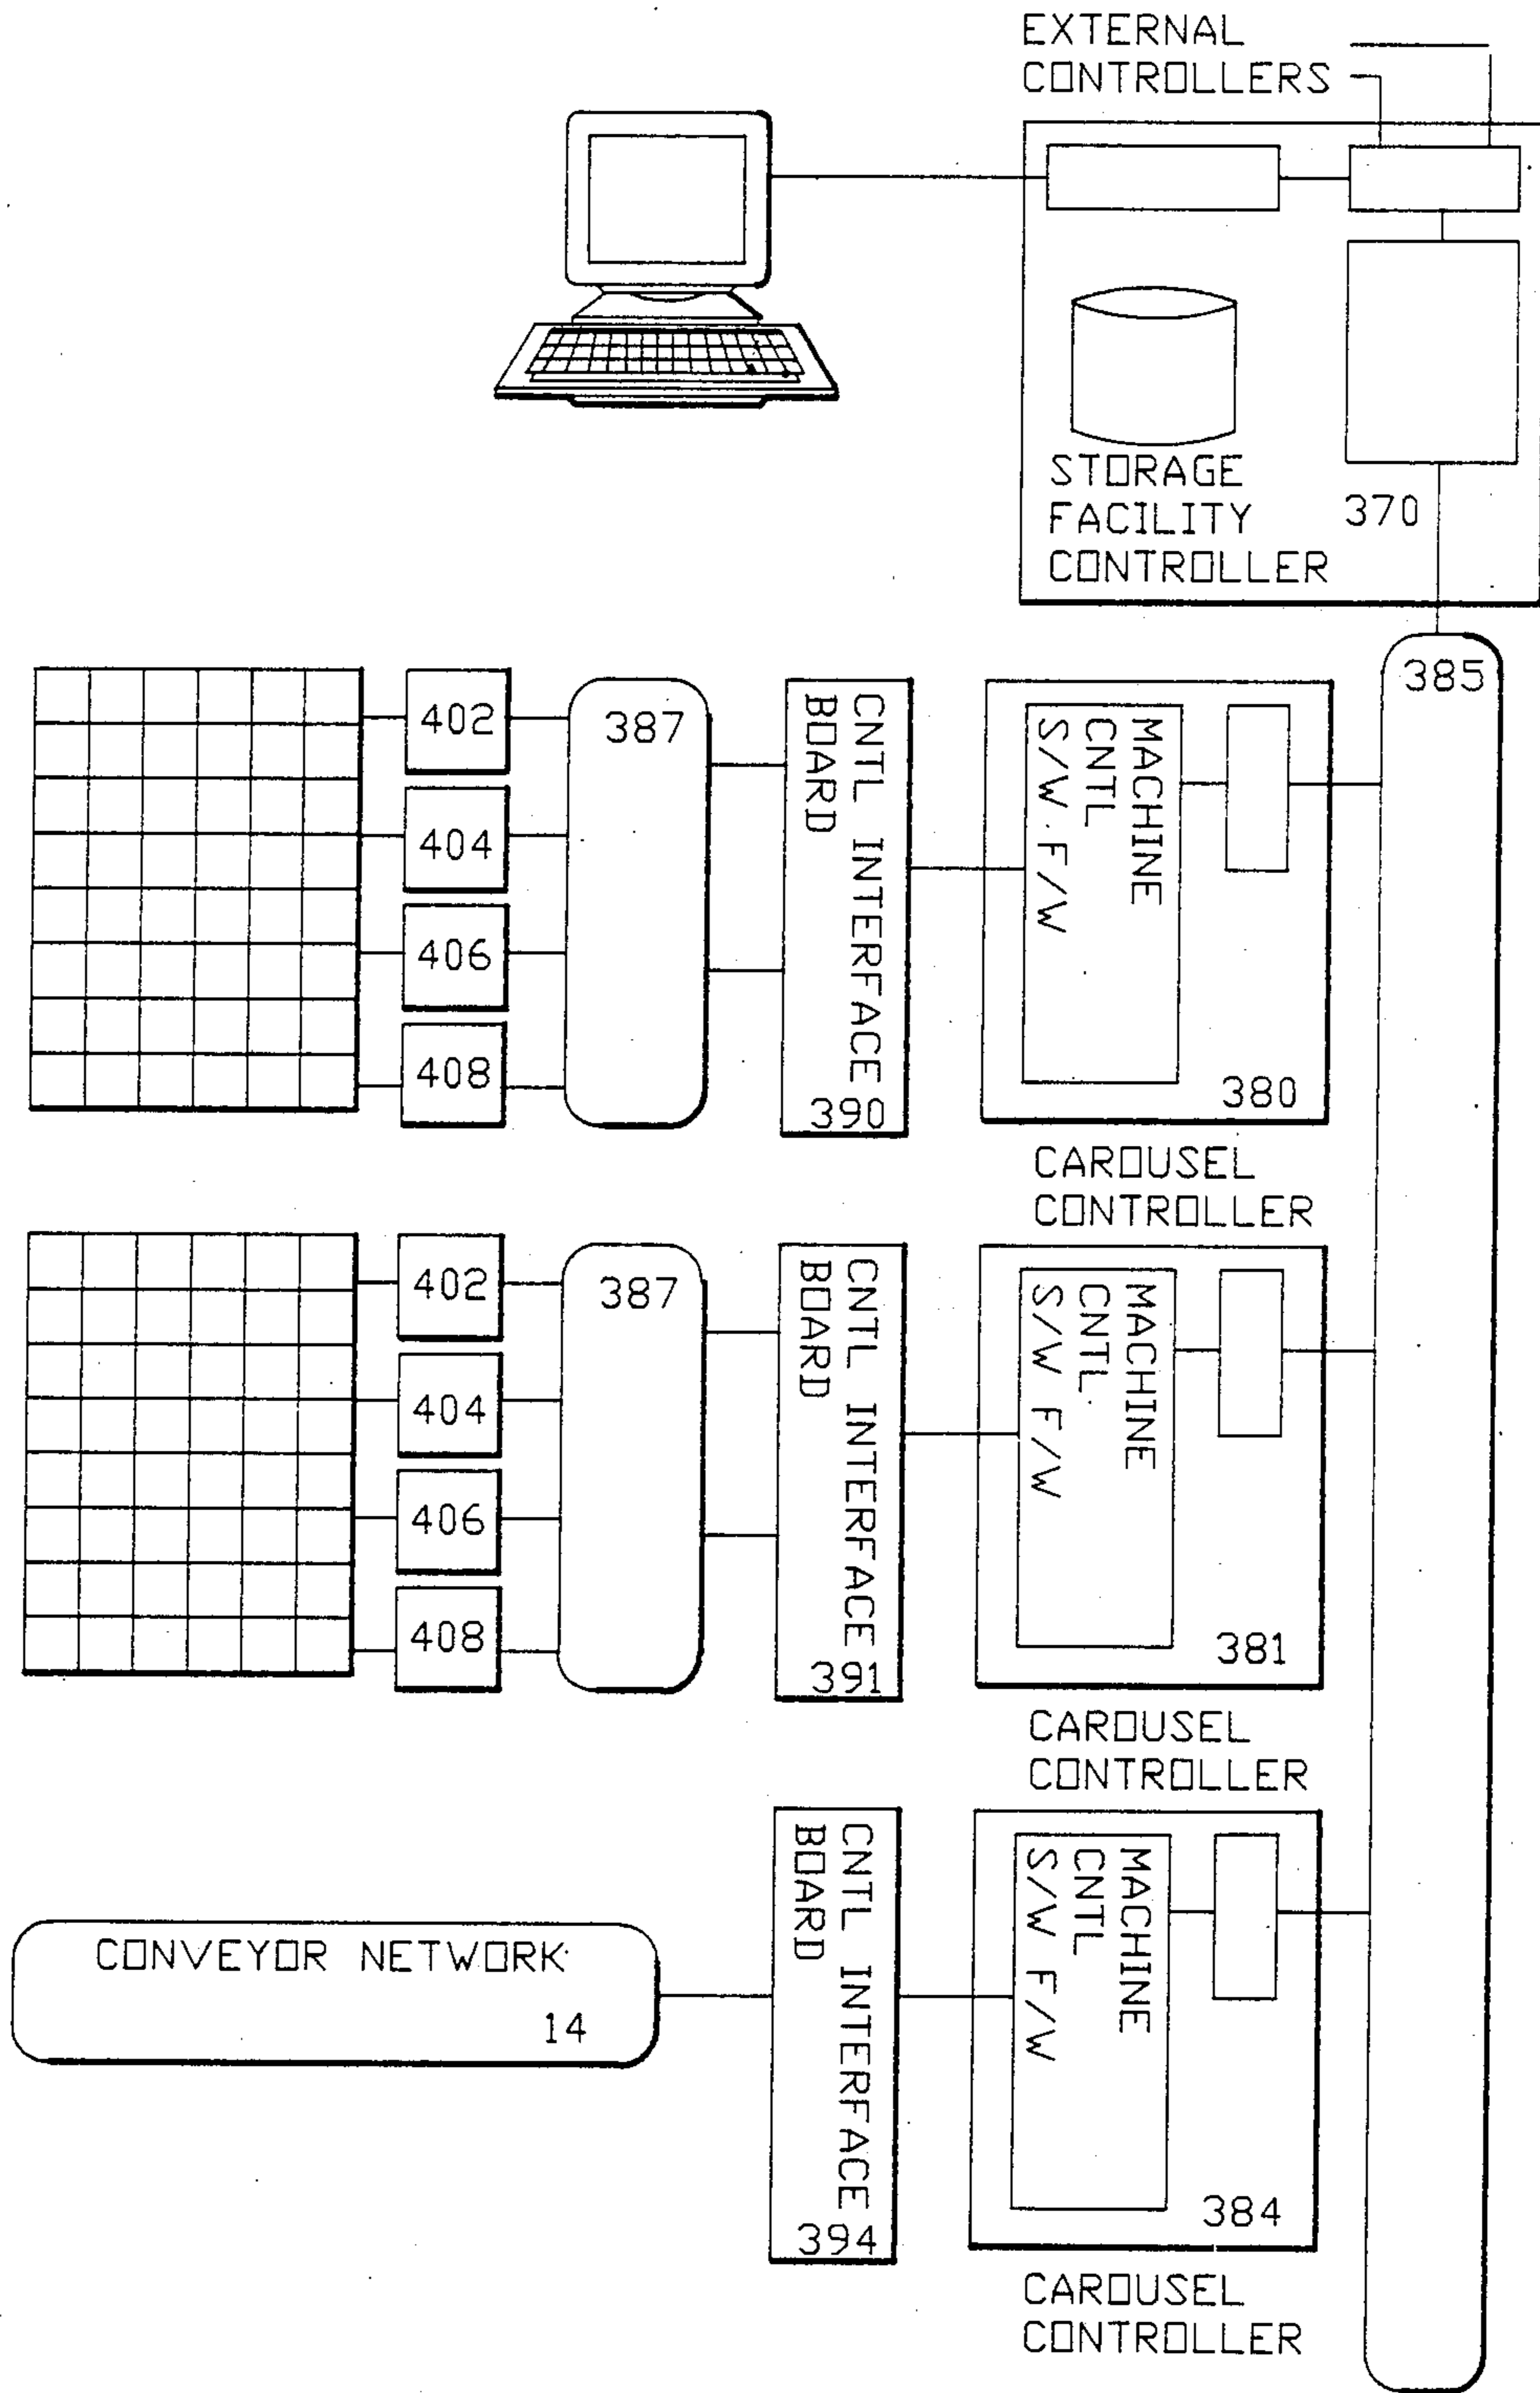 EXTERNAL
CONTROLLERS
STORAGE
FACILITY
CONTROLLER
370
385
402
404
406
408
387
CNTL INTERFACE
BOARD
390
MACHINE
CNTL
S/W F/W
380
CAROUSEL
CONTROLLER
402
404
406
408
387
CNTL INTERFACE
BOARD
391
MACHINE
CNTL
S/W F/W
381
CAROUSEL
CONTROLLER
CONVEYOR NETWORK
14
CNTL INTERFACE
BOARD
394
MACHINE
CNTL
S/W F/W
384
CAROUSEL
CONTROLLER